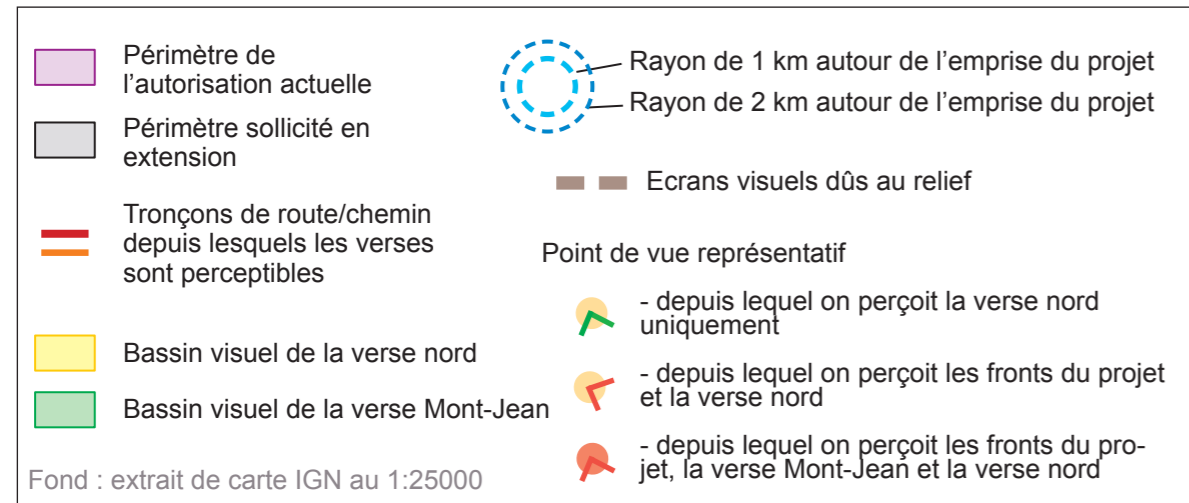 Périmètre de
l'autorisation actuelle
Périmètre sollicité en
extension
Tronçons de route/chemin
depuis lesquels les verses
sont perceptibles
Bassin visuel de la verse nord
Bassin visuel de la verse Mont-Jean
Fond : extrait de carte IGN au 1:25000
Rayon de 1 km autour de l'emprise du projet
Rayon de 2 km autour de l'emprise du projet
Ecrans visuels dûs au relief
Point de vue représentatif
- depuis lequel on perçoit la verse nord
uniquement
- depuis lequel on perçoit les fronts du projet
et la verse nord
- depuis lequel on perçoit les fronts du pro-
jet, la verse Mont-Jean et la verse nord